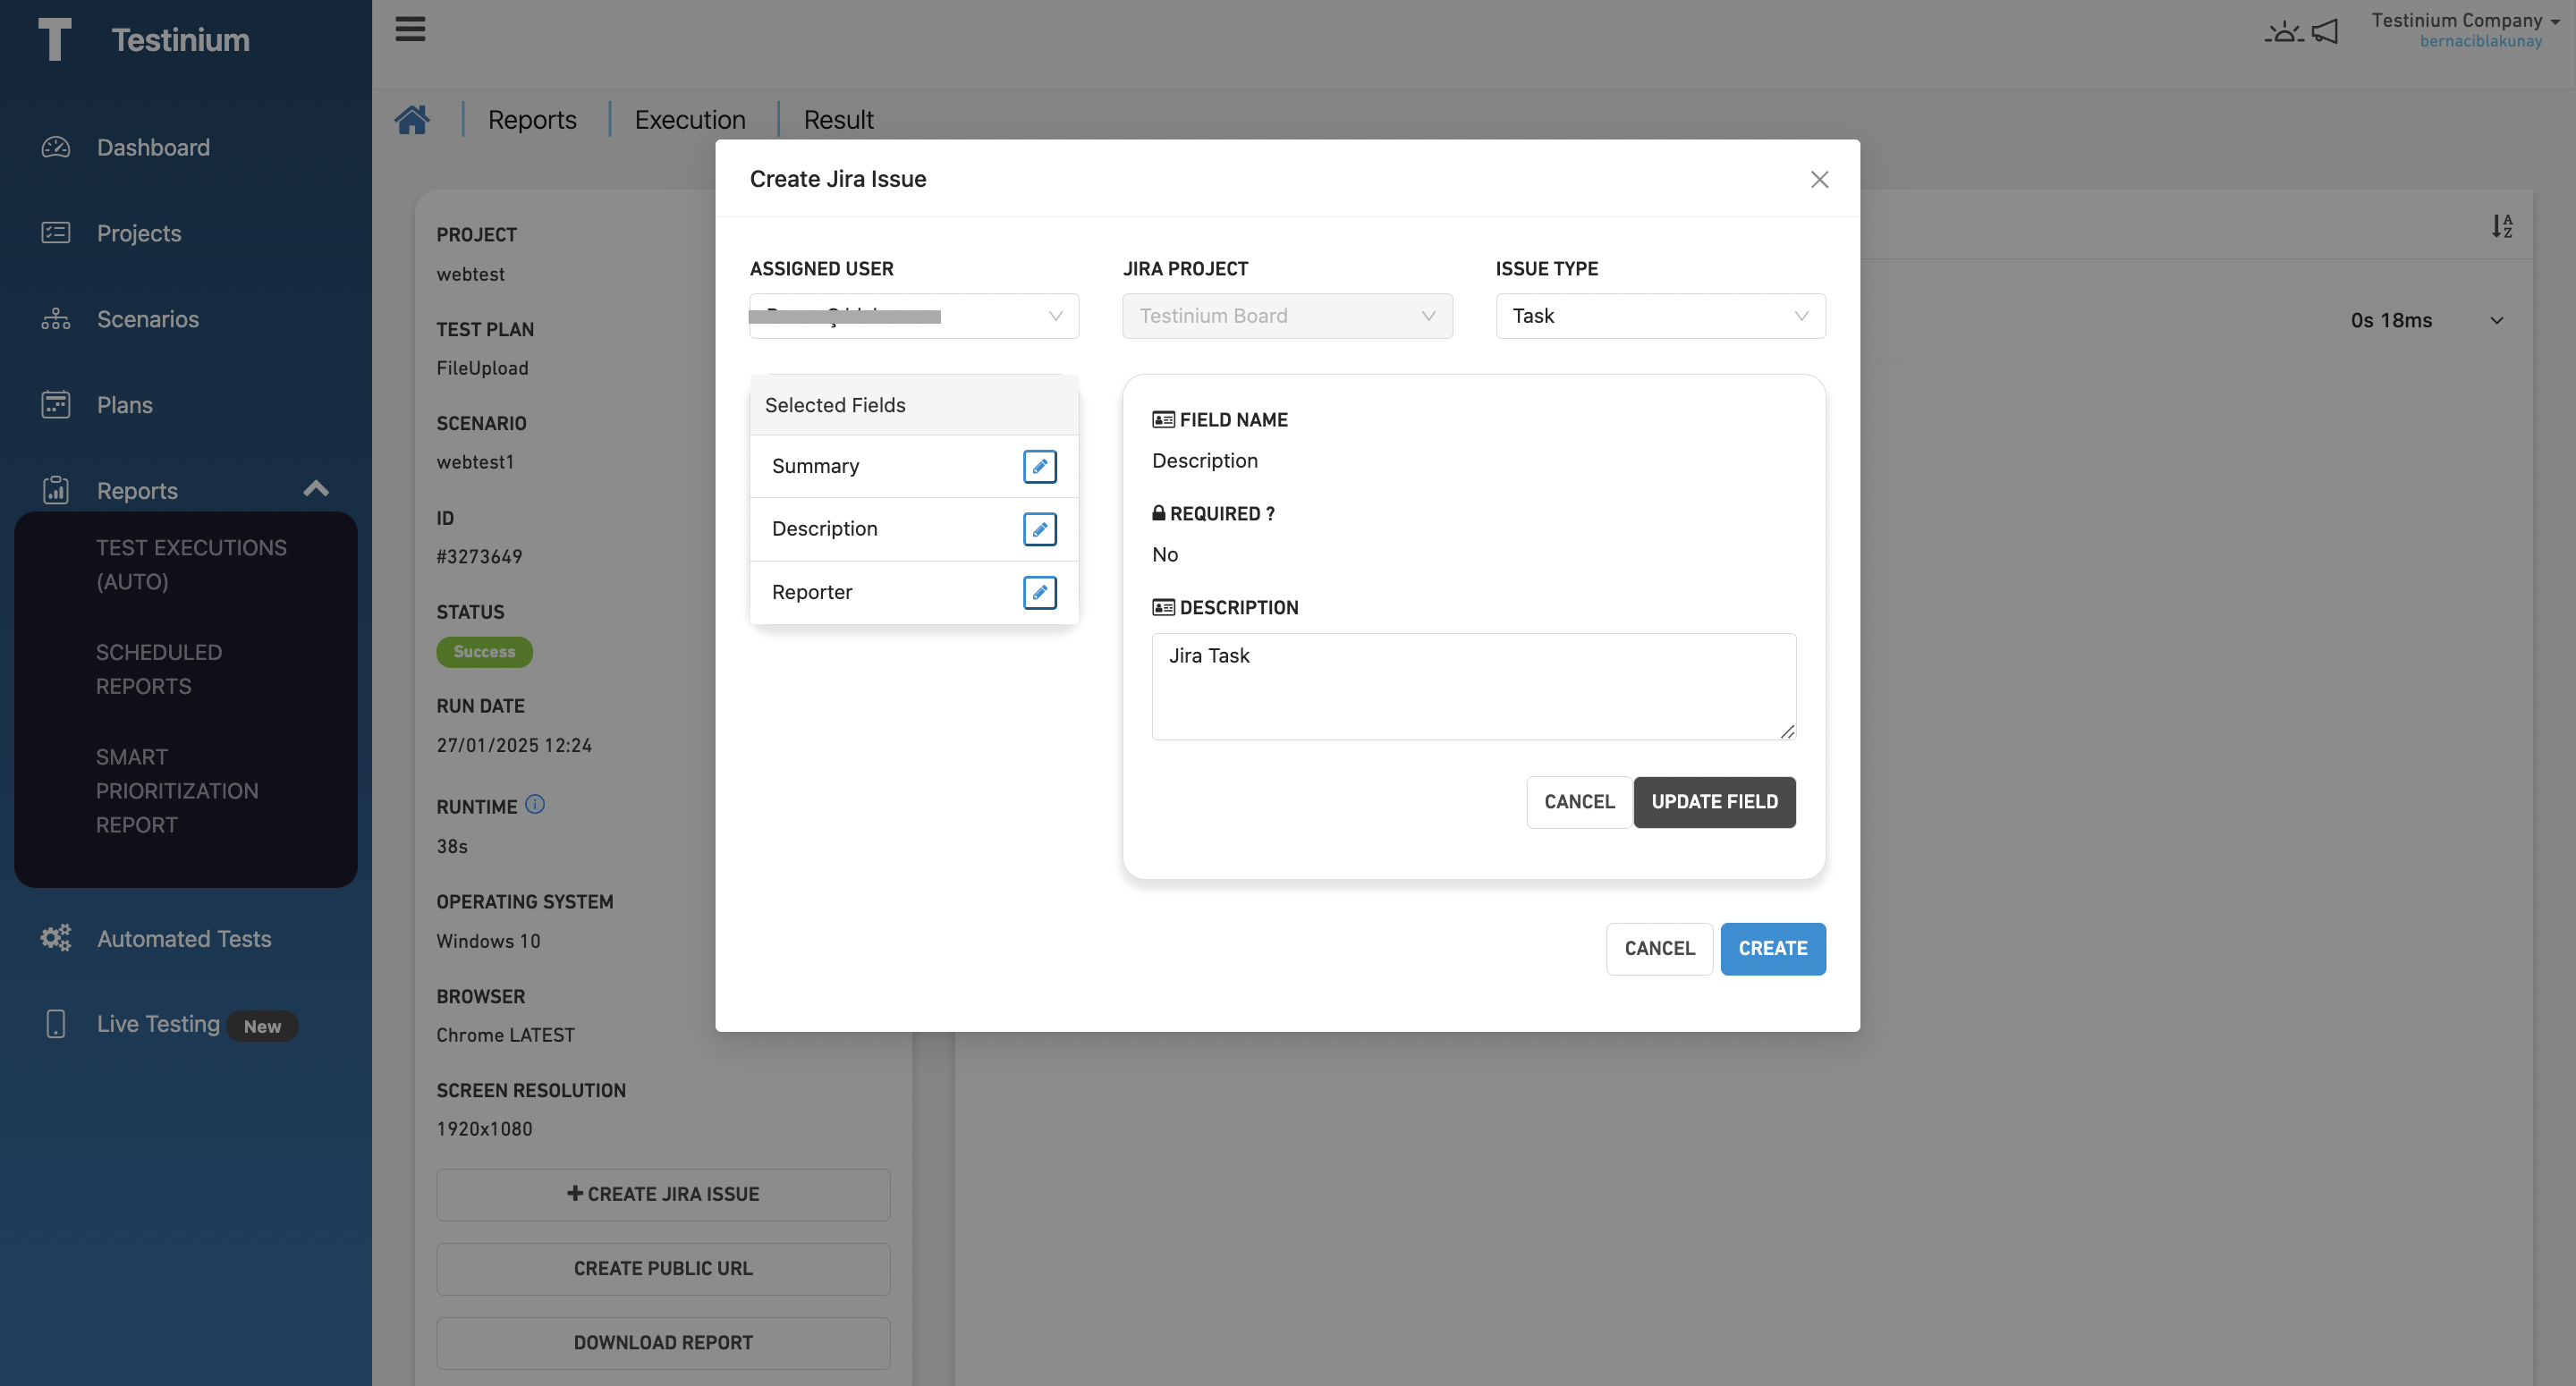 Testinium
Dashboard
Projects
Scenarios
Plans
Reports
TEST EXECUTIONS
(AUTO)
SCHEDULED
REPORTS
SMART
PRIORITIZATION
REPORT
Automated Tests
Live Testing New
Testinium Company
bernaciblakunay
Reports
Execution
Result
PROJECT
webtest
TEST PLAN
FileUpload
SCENARIO
webtest1
ID
#3273649
STATUS
Success
RUN DATE
27/01/2025 12:24
RUNTIME
38s
OPERATING SYSTEM
Windows 10
BROWSER
Chrome LATEST
SCREEN RESOLUTION
1920x1080
CREATE JIRA ISSUE
CREATE PUBLIC URL
DOWNLOAD REPORT
0s 18ms
Create Jira Issue
ASSIGNED USER
JIRA PROJECT
Testinium Board
ISSUE TYPE
Task
Selected Fields
Summary
Description
Reporter
FIELD NAME
Description
REQUIRED ?
No
DESCRIPTION
Jira Task
CANCEL
UPDATE FIELD
CANCEL
CREATE